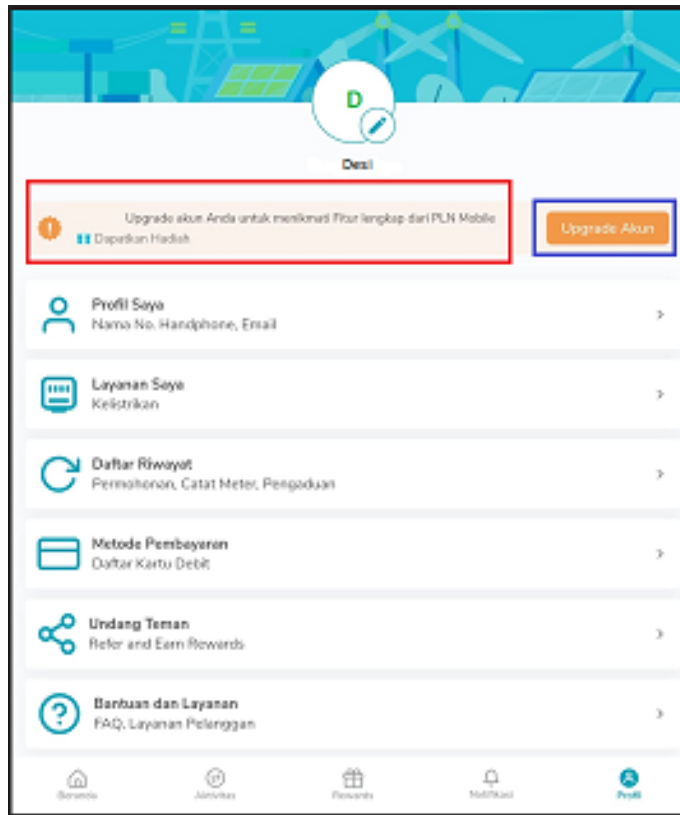 D
Desi
Upgrade akun Anda untuk menikmati Fitur lengkap dari PLN Mobile
Dapatkan Hadiah
Upgrade Akun
Profil Saya
Nama No. Handphone, Email
Layanan Saya
Kelistrikan
Daftar Riwayat
Permohonan, Catat Meter, Pengaduan
Metode Pembayaran
Daftar Kartu Debit
Undang Teman
Refer and Earn Rewards
Bantuan dan Layanan
FAQ, Layanan Pelanggan
Beranda Aktivitas Rewards Notifikasi Profil